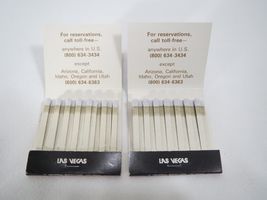 For reservations,
call toll-free—
anywhere in U.S.
(800) 634-3434
except
Arizona, California,
Idaho, Oregon and Utah
(800) 634-6363
LAS VEGAS
For reservations,
call toll-free—
anywhere in U.S.
(800) 634-3434
except
Arizona, California,
Idaho, Oregon and Utah
(800) 634-6363
LAS VEGAS